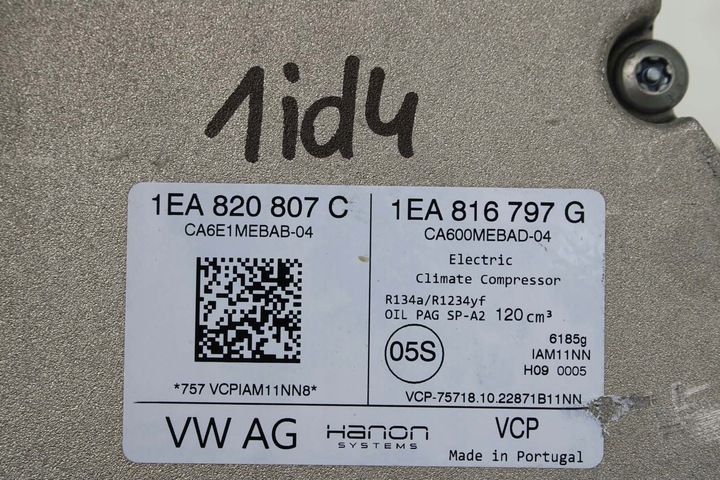 1id4
1EA 820 807 C
CA6E1MEBAB-04
*757 VCPIAM11NN8*
1EA 816 797 G
CA600MEBAD-04
Electric
Climate Compressor
R134a/R1234yf
OIL PAG SP-A2 120 cm³
05S
6185g
IAM11NN
H09 0005
VCP-75718.10.22871B11NN
VW AG
Hanon
SYSTEMS
VCP
Made in Portugal